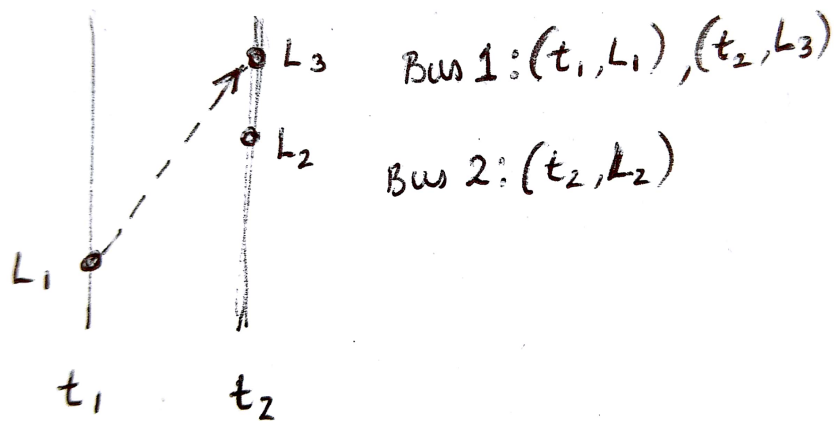 L₃
Bus 1:(t₁,L₁),(t₂,L₃)
L₂
Bus 2:(t₂,L₂)
L₁
t₁ t₂